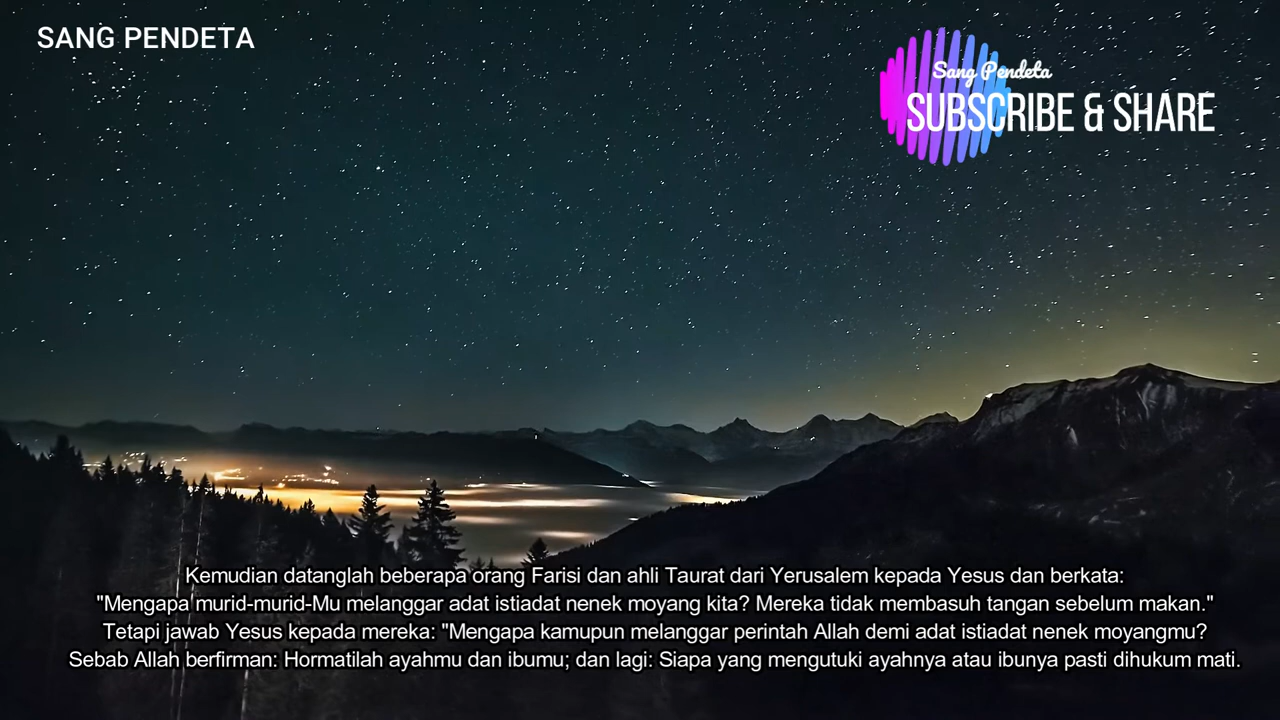 SANG PENDETA
Sang Pendeta
SUBSCRIBE & SHARE
Kemudian datanglah beberapa orang Farisi dan ahli Taurat dari Yerusalem kepada Yesus dan berkata:
"Mengapa murid-murid-Mu melanggar adat istiadat nenek moyang kita? Mereka tidak membasuh tangan sebelum makan."
Tetapi jawab Yesus kepada mereka: "Mengapa kamupun melanggar perintah Allah demi adat istiadat nenek moyangmu?
Sebab Allah berfirman: Hormatilah ayahmu dan ibumu; dan lagi: Siapa yang mengutuki ayahnya atau ibunya pasti dihukum mati.